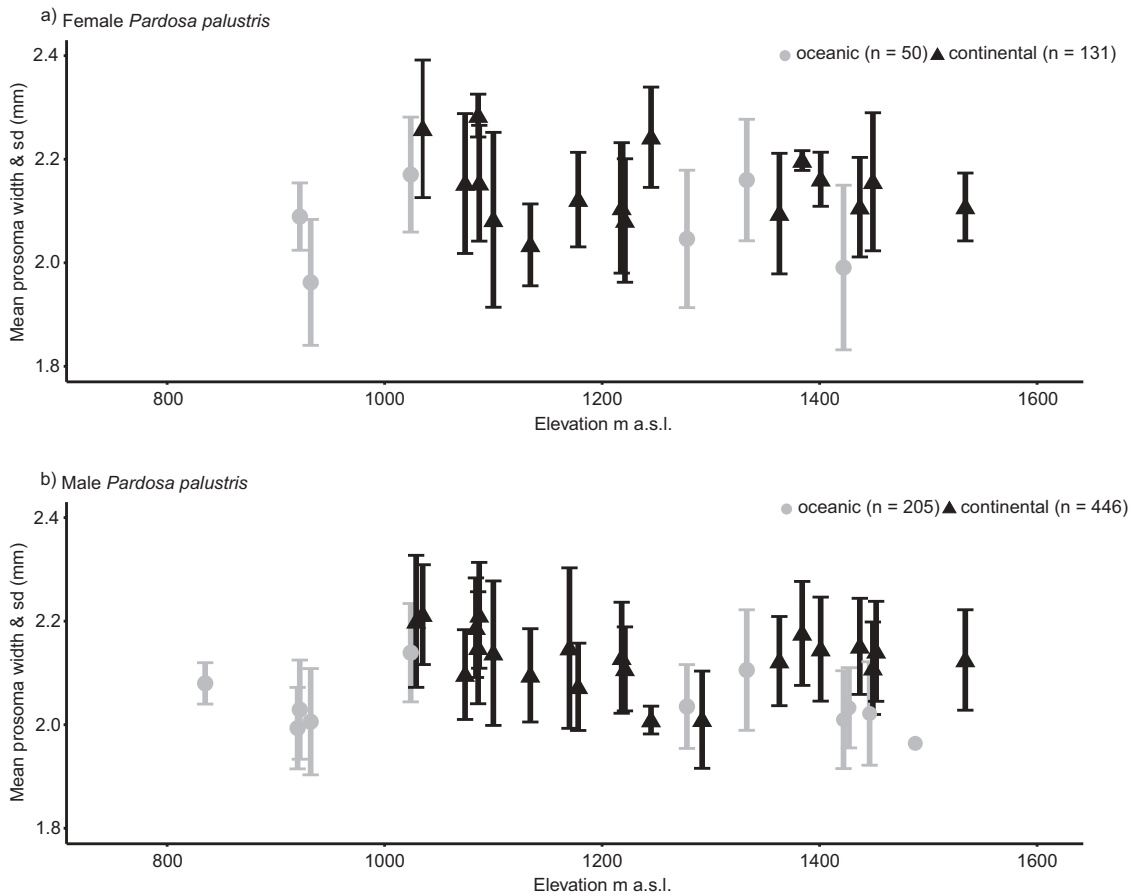 a) Female Pardosa palustris
oceanic (n = 50) continental (n = 131)
Mean prosoma width & sd (mm)
2.4
2.2
2.0
1.8
800 1000 1200 1400 1600
Elevation m a.s.l.
b) Male Pardosa palustris
oceanic (n = 205) continental (n = 446)
Mean prosoma width & sd (mm)
2.4
2.2
2.0
1.8
800 1000 1200 1400 1600
Elevation m a.s.l.